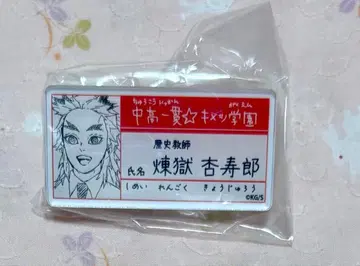 ちゅうこういっかん がくえん
中高一貫☆キメツ学園
歴史教師
氏名 煉獄 杏寿郎
しめい れんごく きょうじゅろう
©KG/S